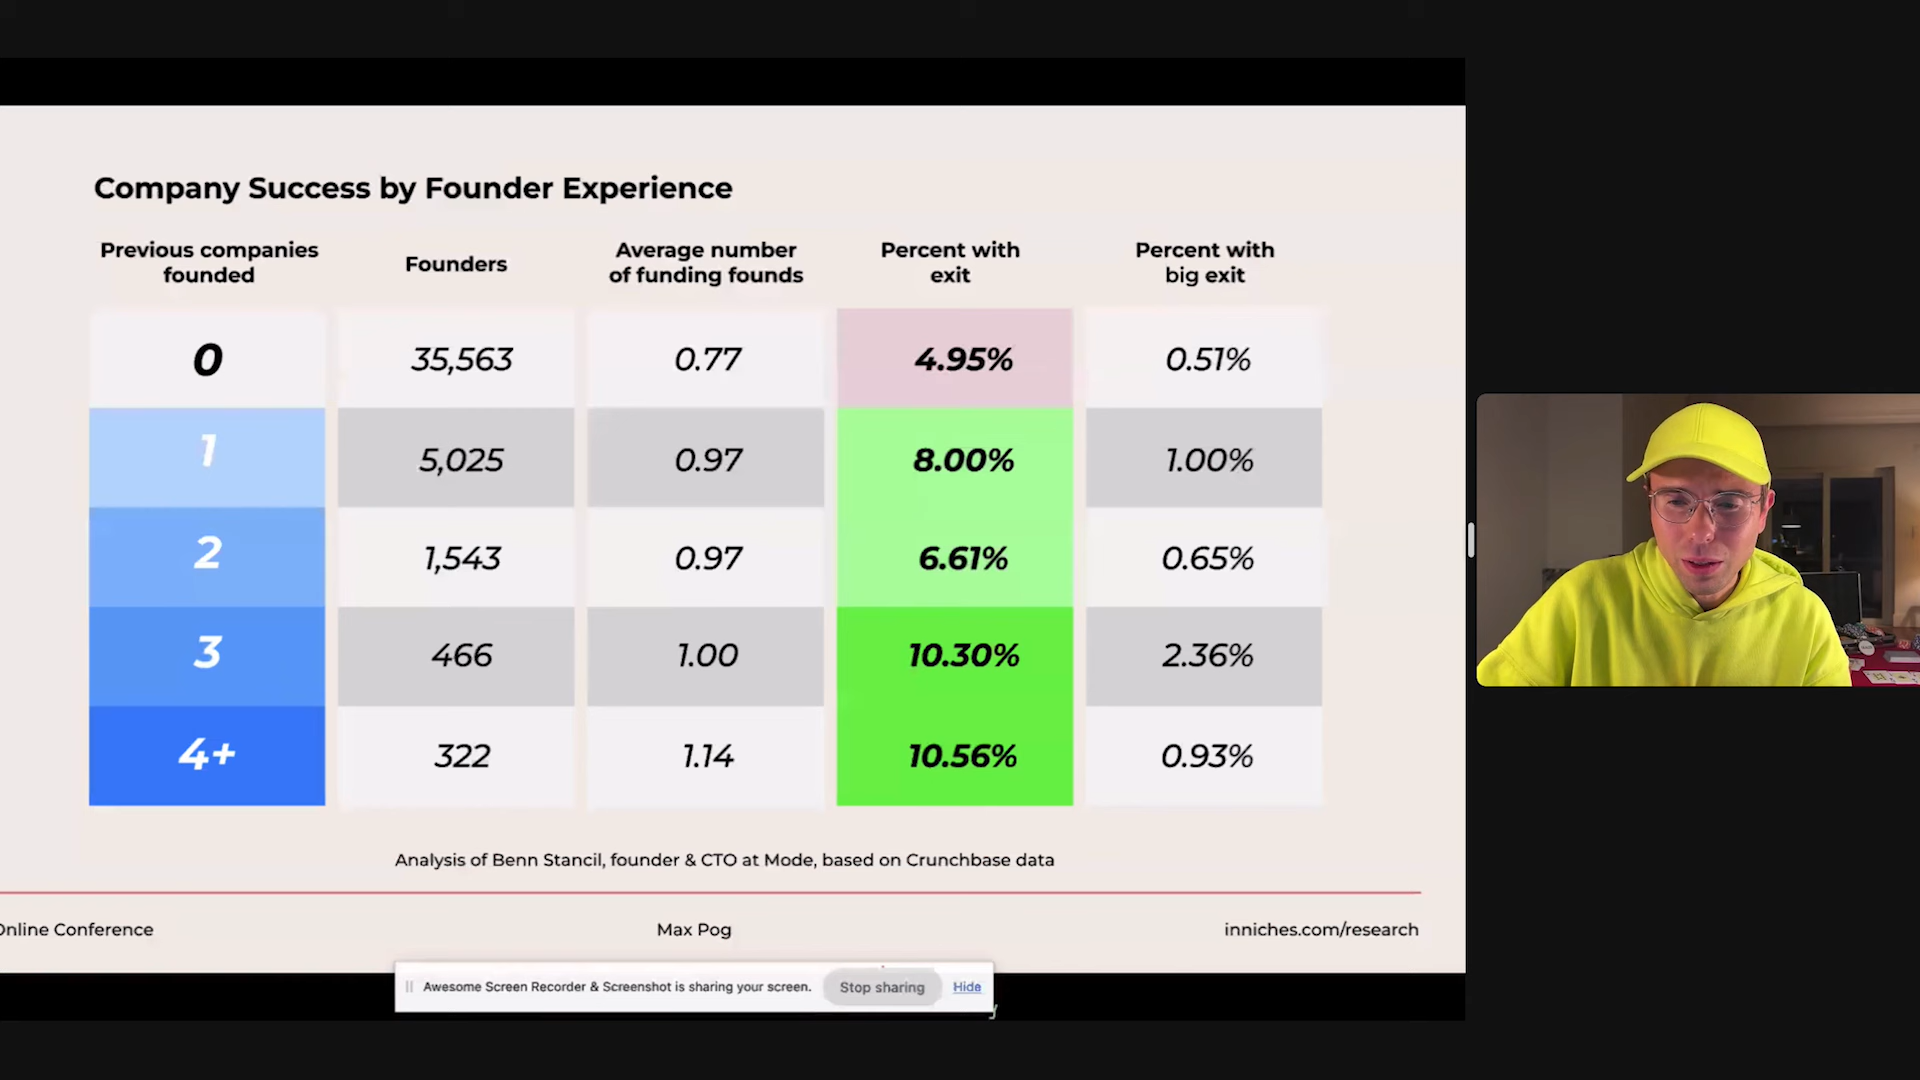 Company Success by Founder Experience
Previous companies founded
Founders
Average number of funding founds
Percent with exit
Percent with big exit
0 35,563 0.77 4.95% 0.51%
1 5,025 0.97 8.00% 1.00%
2 1,543 0.97 6.61% 0.65%
3 466 1.00 10.30% 2.36%
4+ 322 1.14 10.56% 0.93%
Analysis of Benn Stancil, founder & CTO at Mode, based on Crunchbase data
Online Conference
Max Pog
inniches.com/research
Awesome Screen Recorder & Screenshot is sharing your screen.
Stop sharing
Hide